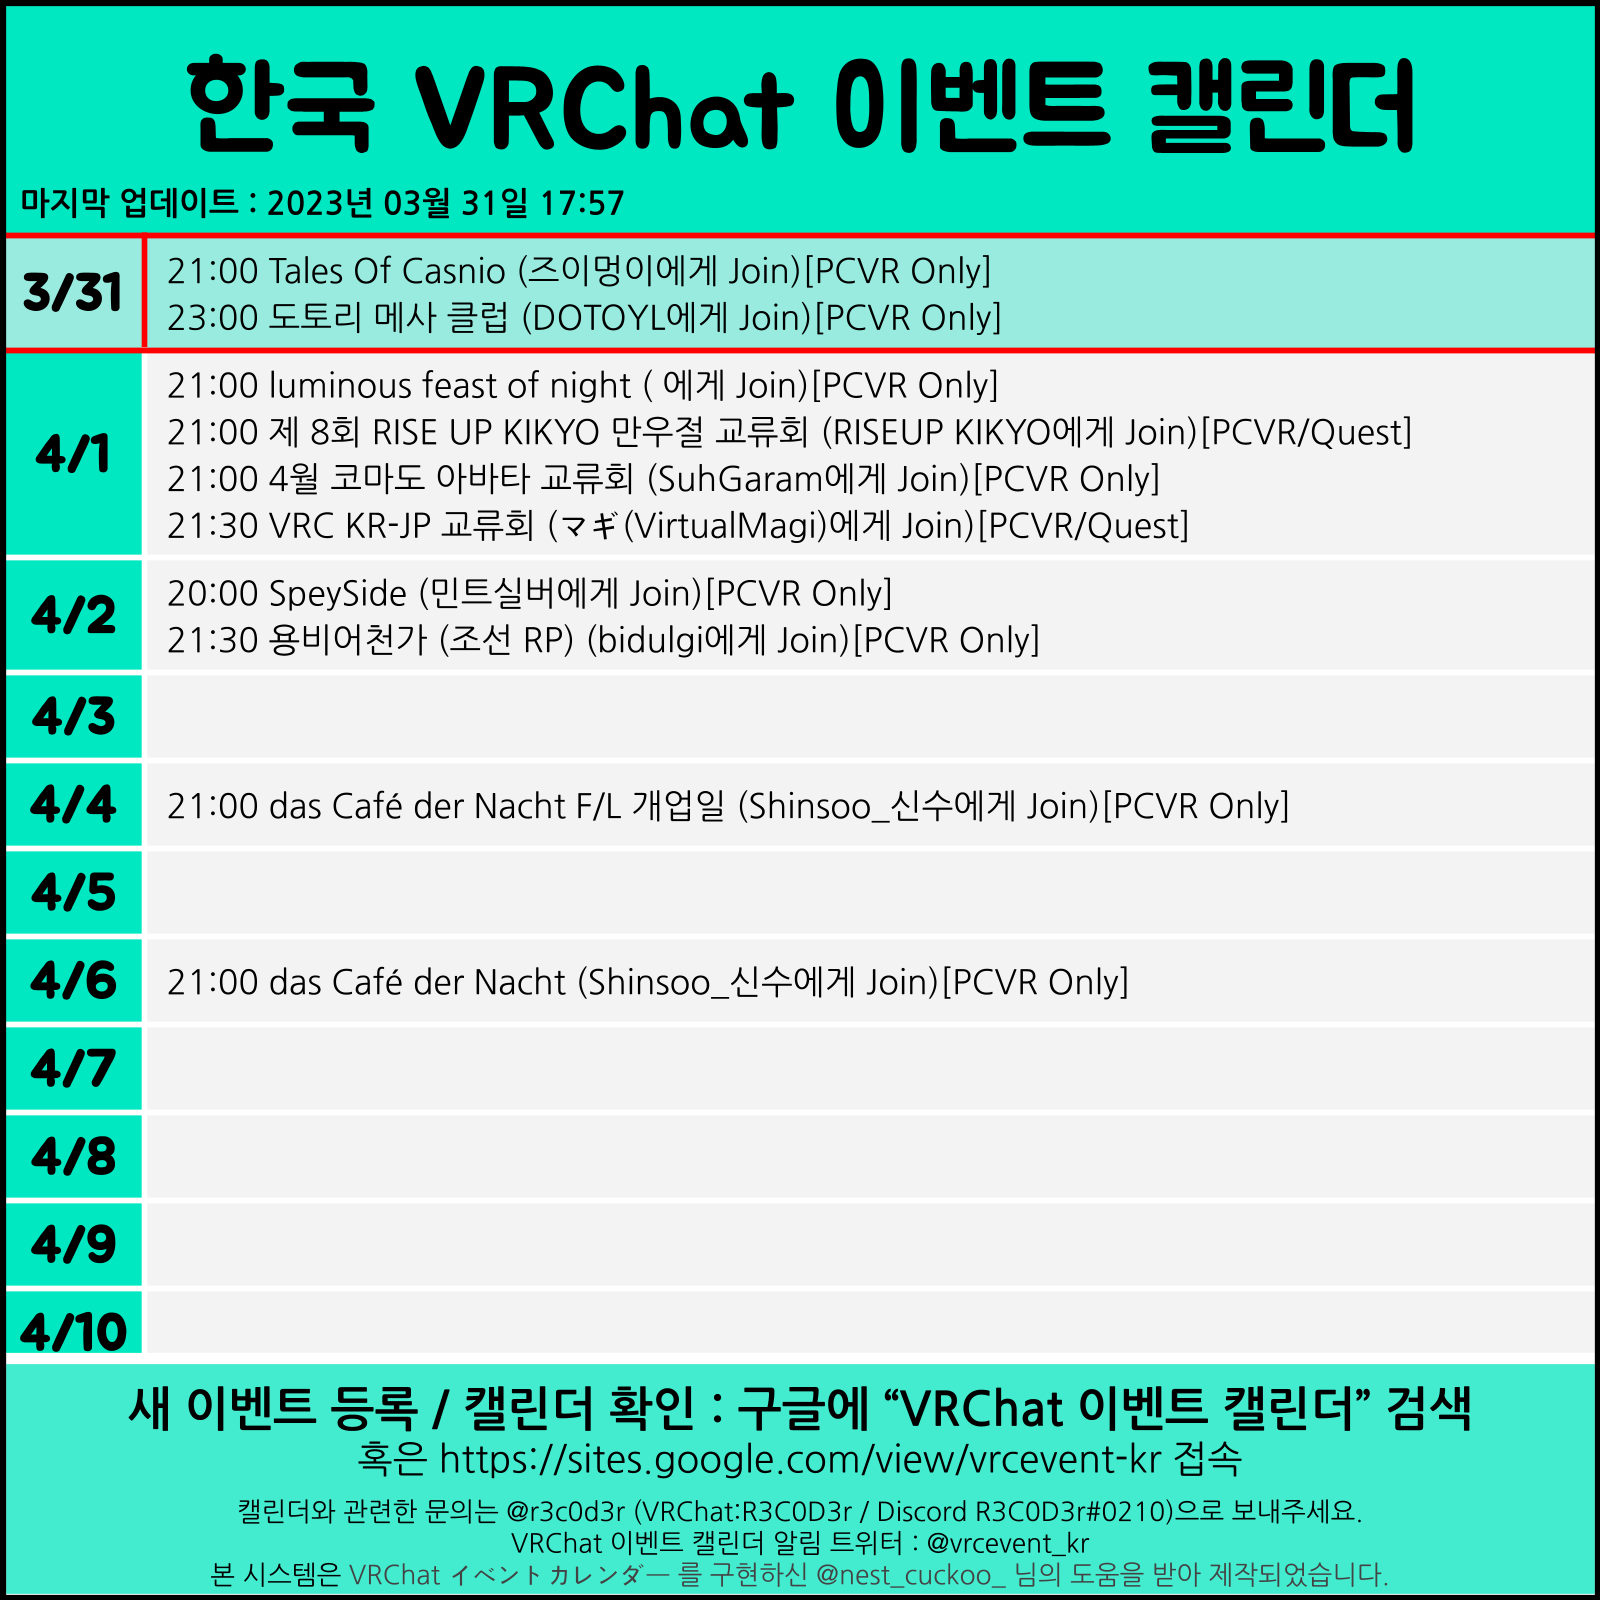 한국 VRChat 이벤트 캘린더
마지막 업데이트 : 2023년 03월 31일 17:57
3/31
21:00 Tales Of Casnio (즈이멍이에게 Join)[PCVR Only]
23:00 도토리 메사 클럽 (DOTOYL에게 Join)[PCVR Only]
4/1
21:00 luminous feast of night ( 에게 Join)[PCVR Only]
21:00 제 8회 RISE UP KIKYO 만우절 교류회 (RISEUP KIKYO에게 Join)[PCVR/Quest]
21:00 4월 코마도 아바타 교류회 (SuhGaram에게 Join)[PCVR Only]
21:30 VRC KR-JP 교류회 (マギ(VirtualMagi)에게 Join)[PCVR/Quest]
4/2
20:00 SpeySide (민트실버에게 Join)[PCVR Only]
21:30 용비어천가 (조선 RP) (bidulgi에게 Join)[PCVR Only]
4/3
4/4
21:00 das Café der Nacht F/L 개업일 (Shinsoo_신수에게 Join)[PCVR Only]
4/5
4/6
21:00 das Café der Nacht (Shinsoo_신수에게 Join)[PCVR Only]
4/7
4/8
4/9
4/10
새 이벤트 등록 / 캘린더 확인 : 구글에 “VRChat 이벤트 캘린더” 검색
혹은 https://sites.google.com/view/vrcevent-kr 접속
캘린더와 관련한 문의는 @r3c0d3r (VRChat:R3C0D3r / Discord R3C0D3r#0210)으로 보내주세요.
VRChat 이벤트 캘린더 알림 트위터 : @vrcevent_kr
본 시스템은 VRChat イベントカレンダー 를 구현하신 @nest_cuckoo_ 님의 도움을 받아 제작되었습니다.